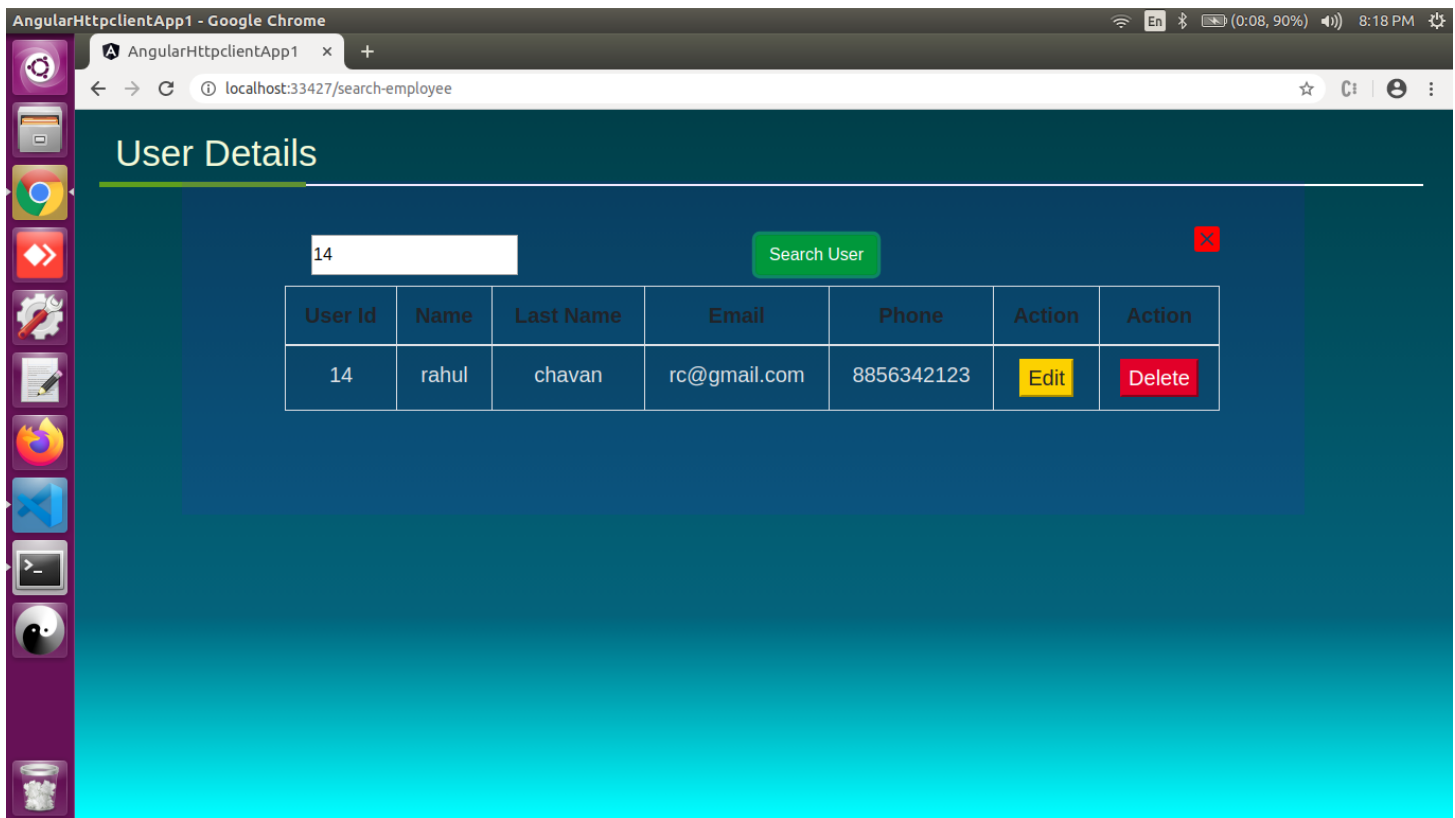 AngularHttpclientApp1 - Google Chrome
En (0:08, 90%) 8:18 PM
AngularHttpclientApp1 × +
localhost:33427/search-employee
User Details
14
Search User
User Id Name Last Name Email Phone Action Action
14 rahul chavan rc@gmail.com 8856342123 Edit Delete